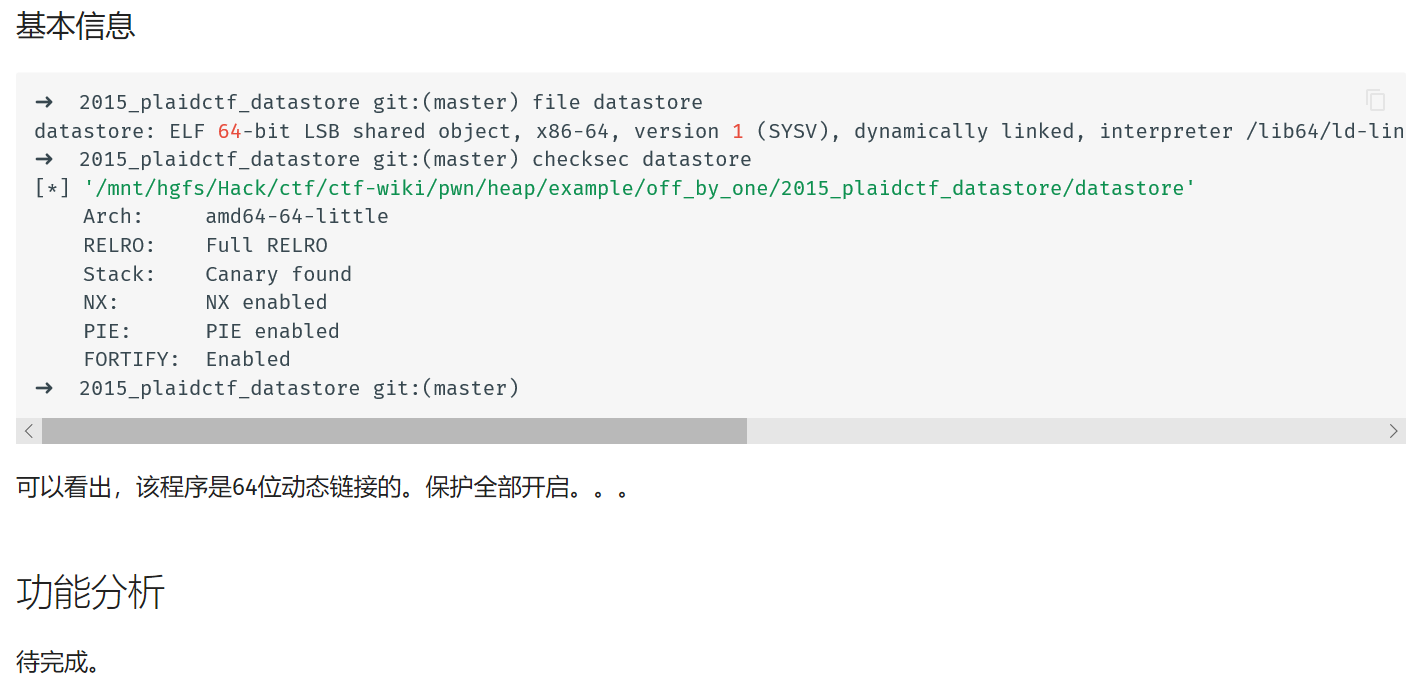 基本信息
➜  2015_plaidctf_datastore git:(master) file datastore
datastore: ELF 64-bit LSB shared object, x86-64, version 1 (SYSV), dynamically linked, interpreter /lib64/ld-lin
➜  2015_plaidctf_datastore git:(master) checksec datastore
[*] '/mnt/hgfs/Hack/ctf/ctf-wiki/pwn/heap/example/off_by_one/2015_plaidctf_datastore/datastore'
    Arch:     amd64-64-little
    RELRO:    Full RELRO
    Stack:    Canary found
    NX:       NX enabled
    PIE:      PIE enabled
    FORTIFY:  Enabled
➜  2015_plaidctf_datastore git:(master)
可以看出，该程序是64位动态链接的。保护全部开启。。。
功能分析
待完成。